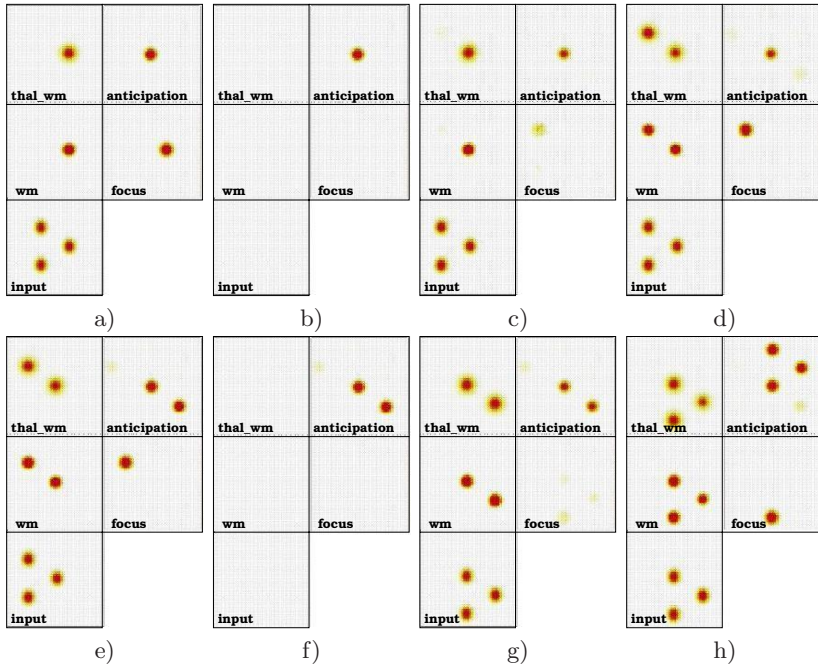 thal_wm anticipation thal_wm anticipation thal_wm anticipation thal_wm anticipation
wm focus wm focus wm focus wm focus
input input input input
a) b) c) d)
thal_wm anticipation thal_wm anticipation thal_wm anticipation thal_wm anticipation
wm focus wm focus wm focus wm focus
input input input input
e) f) g) h)